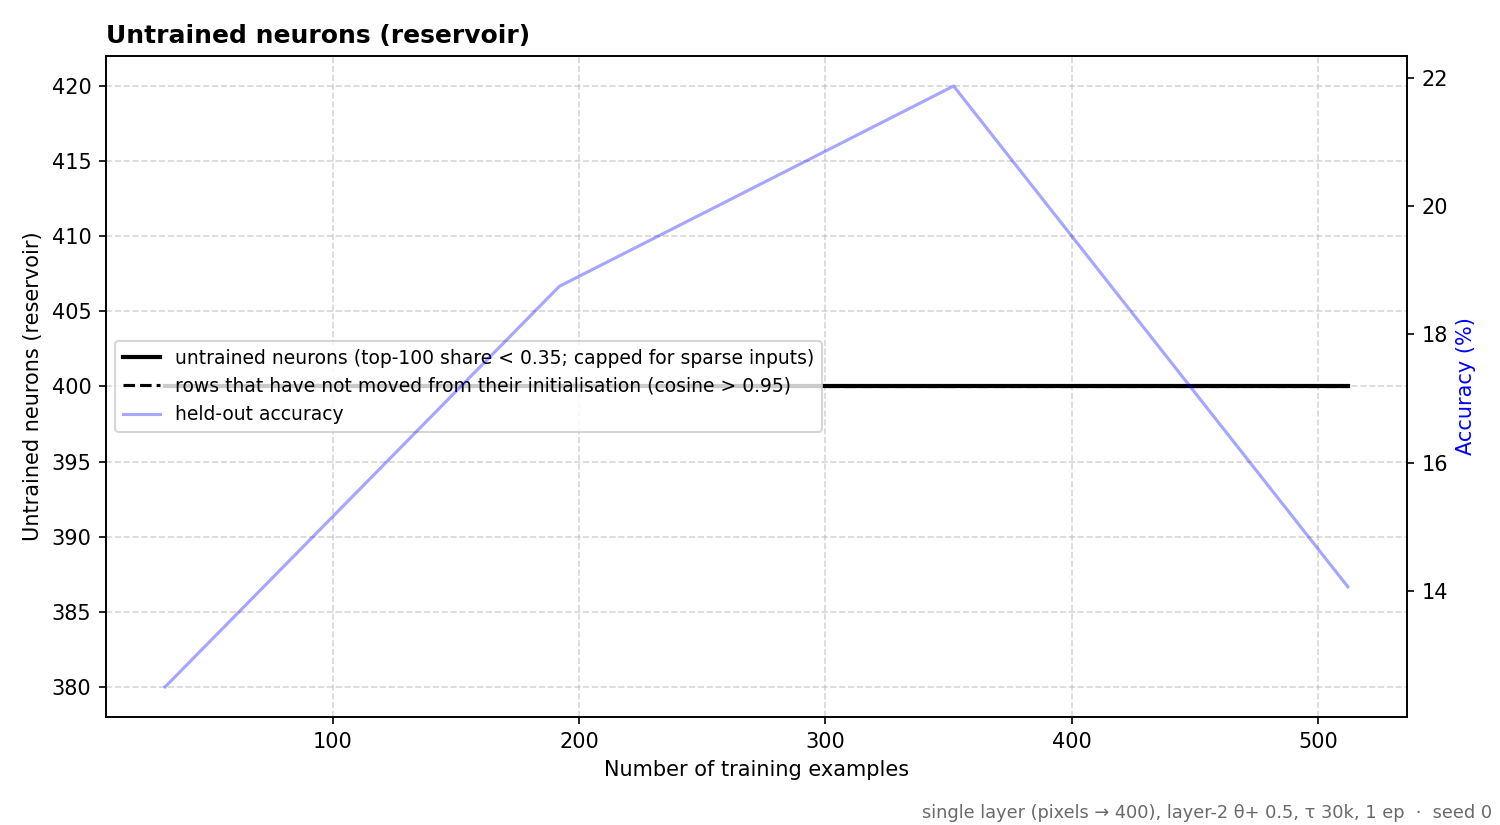 Untrained neurons (reservoir)
420
415
410
405
400
395
390
385
380
Untrained neurons (reservoir)
untrained neurons (top-100 share < 0.35; capped for sparse inputs)
rows that have not moved from their initialisation (cosine > 0.95)
held-out accuracy
22
20
18
16
14
Accuracy (%)
100
200
300
400
500
Number of training examples
single layer (pixels → 400), layer-2 θ+ 0.5, τ 30k, 1 ep · seed 0